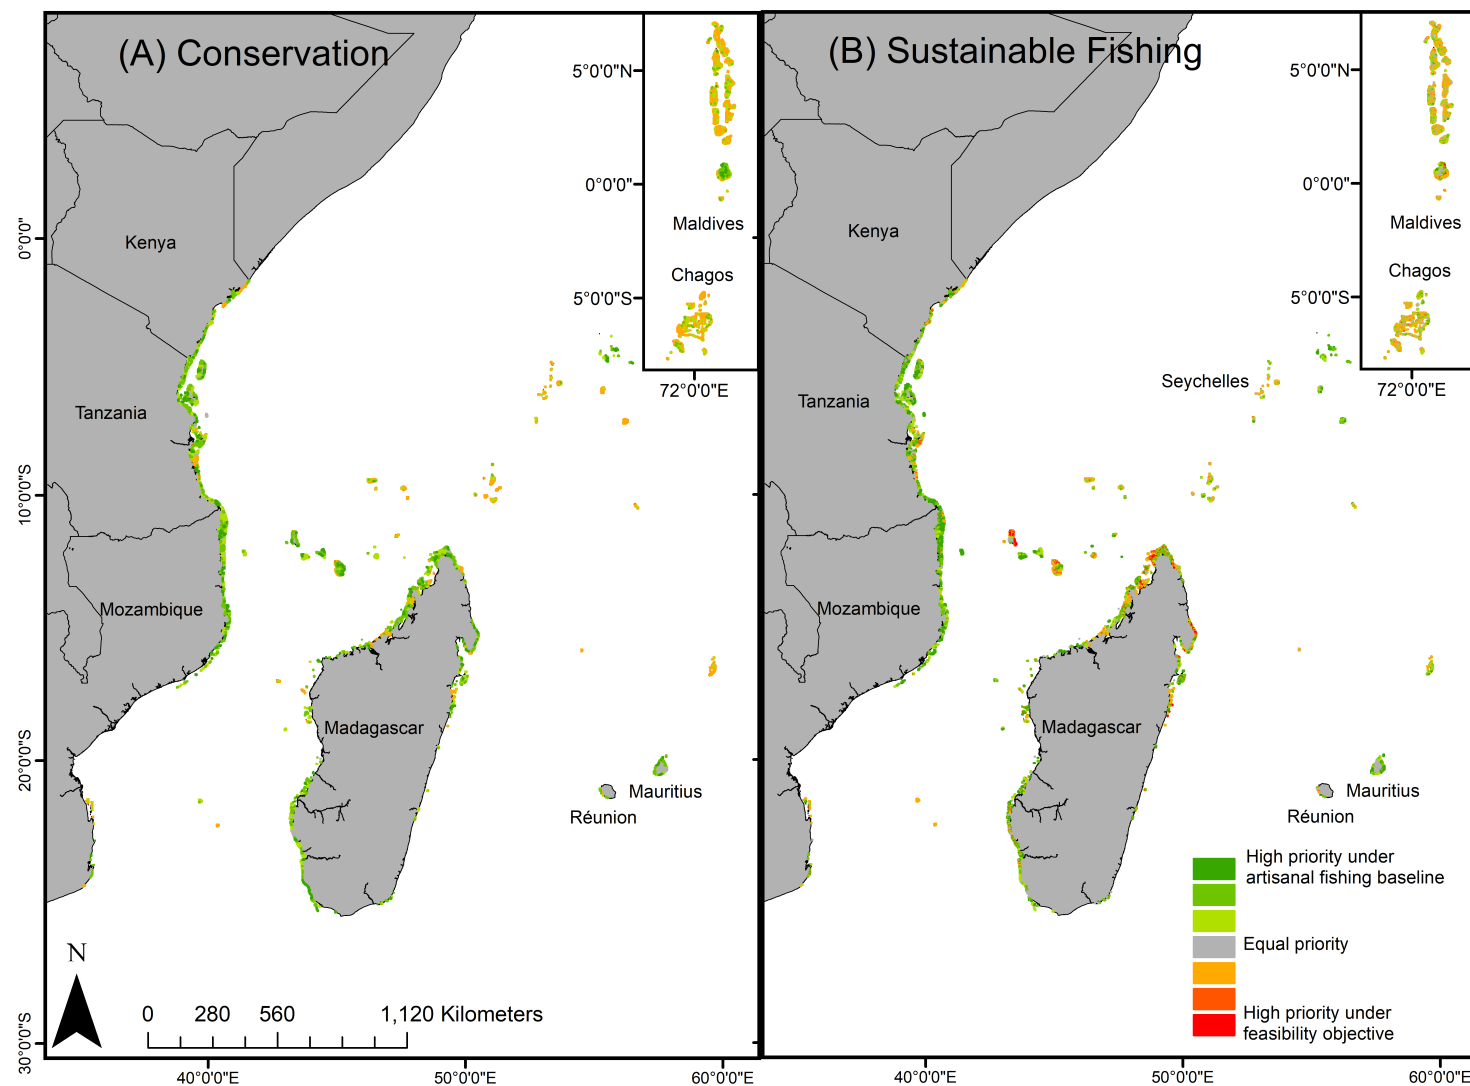 (A) Conservation
5°0'0"N
0°0'0"
Maldives
Chagos
5°0'0"S
72°0'0"E
Kenya
Tanzania
Mozambique
Madagascar
Mauritius
Réunion
0°0'0"
10°0'0"S
20°0'0"S
30°0'0"S
N
0 280 560 1,120 Kilometers
40°0'0"E 50°0'0"E 60°0'0"E
(B) Sustainable Fishing
5°0'0"N
0°0'0"
Maldives
Chagos
5°0'0"S
72°0'0"E
Kenya
Seychelles
Tanzania
Mozambique
Madagascar
Mauritius
Réunion
High priority under
artisanal fishing baseline
Equal priority
High priority under
feasibility objective
40°0'0"E 50°0'0"E 60°0'0"E